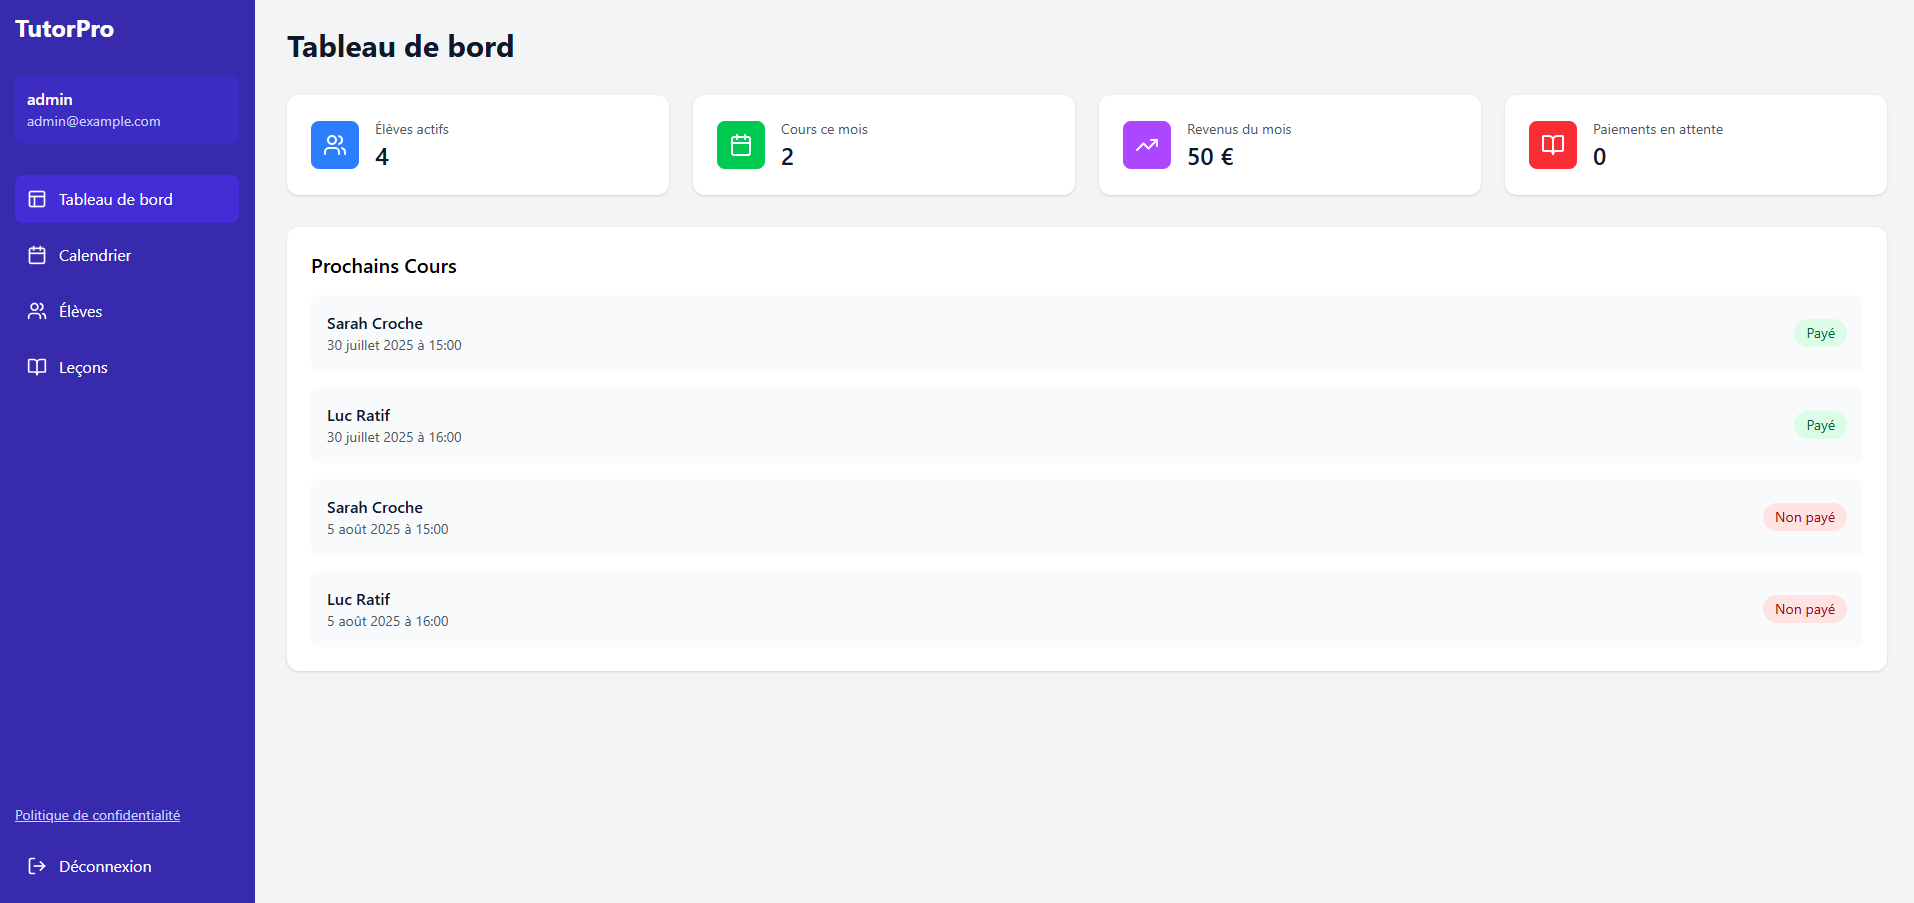 TutorPro
admin
admin@example.com
Tableau de bord
Calendrier
Élèves
Leçons
Politique de confidentialité
Déconnexion
Tableau de bord
Élèves actifs
4
Cours ce mois
2
Revenus du mois
50 €
Paiements en attente
0
Prochains Cours
Sarah Croche
30 juillet 2025 à 15:00
Payé
Luc Ratif
30 juillet 2025 à 16:00
Payé
Sarah Croche
5 août 2025 à 15:00
Non payé
Luc Ratif
5 août 2025 à 16:00
Non payé